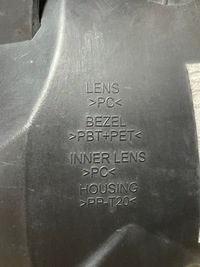 LENS
>PC<
BEZEL
>PBT+PET<
INNER LENS
>PC<
HOUSING
>PP-T20<